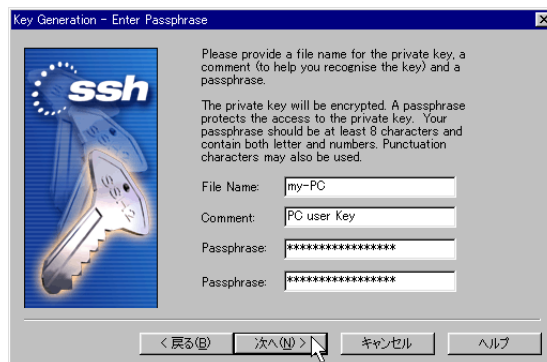 Key Generation - Enter Passphrase
ssh
Please provide a file name for the private key, a
comment (to help you recognise the key) and a
passphrase.
The private key will be encrypted. A passphrase
protects the access to the private key. Your
passphrase should be at least 8 characters and
contain both letter and numbers. Punctuation
characters may also be used.
File Name: my-PC
Comment: PC user Key
Passphrase: *****************
Passphrase: *****************
< 戻る(B) 次へ(N) > キャンセル ヘルプ